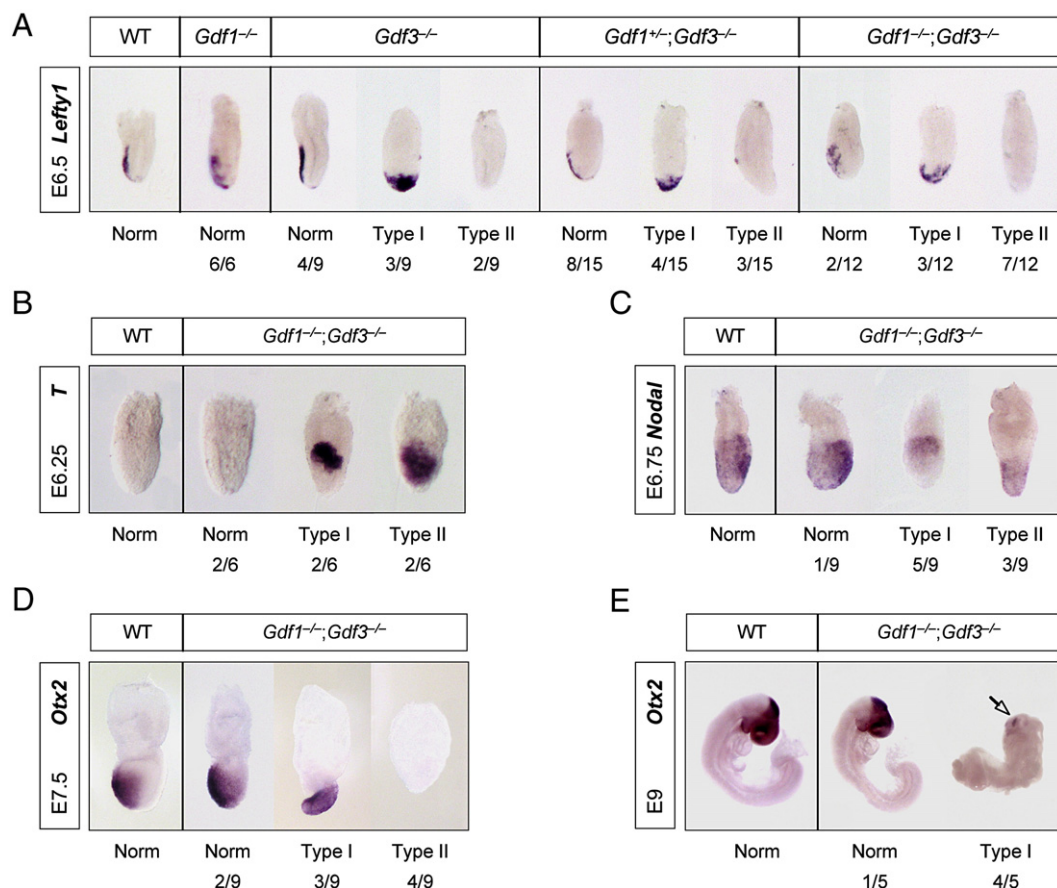 A
WT
Gdf1–/–
Gdf3–/–
Gdf1+/–;Gdf3–/–
Gdf1–/–;Gdf3–/–
E6.5 Lefty1
Norm Norm Norm Type I Type II Norm Type I Type II Norm Type I Type II
6/6 4/9 3/9 2/9 8/15 4/15 3/15 2/12 3/12 7/12
B
WT
Gdf1–/–;Gdf3–/–
E6.25 T
Norm Norm Type I Type II
2/6 2/6 2/6
C
WT
Gdf1–/–;Gdf3–/–
E6.75 Nodal
Norm Norm Type I Type II
1/9 5/9 3/9
D
WT
Gdf1–/–;Gdf3–/–
E7.5 Otx2
Norm Norm Type I Type II
2/9 3/9 4/9
E
WT
Gdf1–/–;Gdf3–/–
E9 Otx2
Norm Norm Type I
1/5 4/5